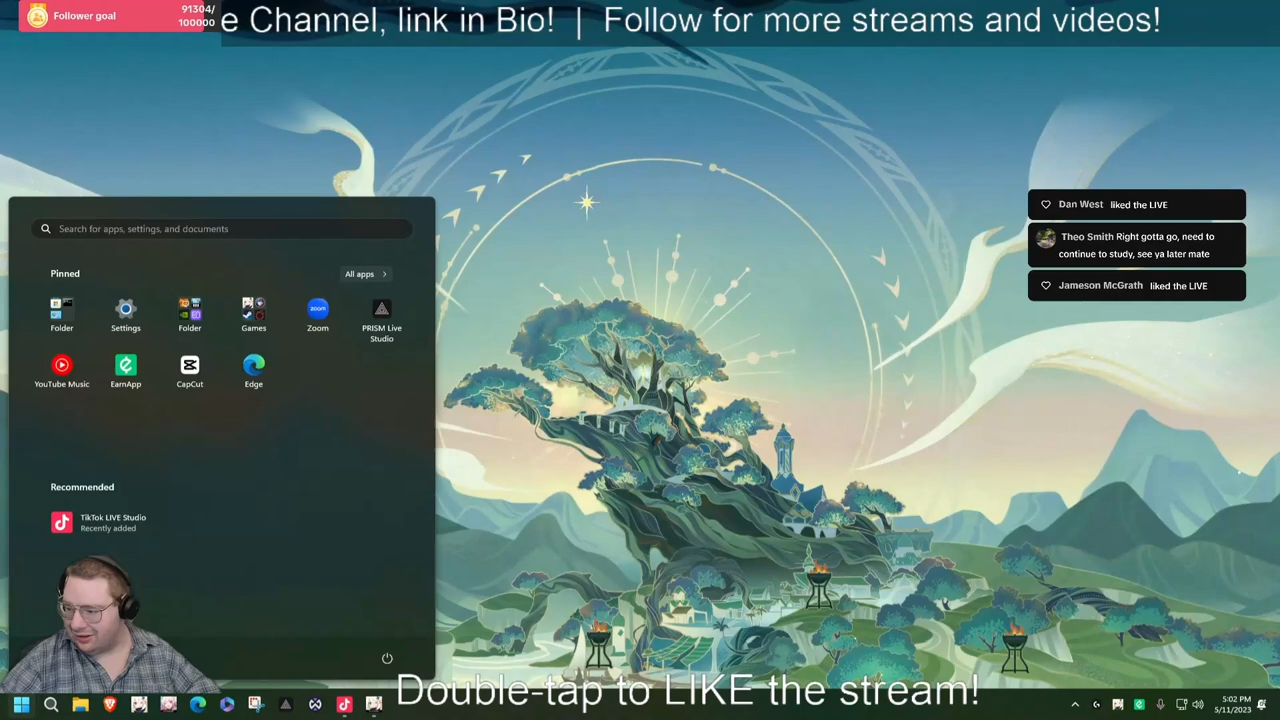 Follower goal
91304/
100000
e Channel, link in Bio! | Follow for more streams and videos!
Search for apps, settings, and documents
Pinned
All apps
Folder
Settings
Folder
Games
Zoom
PRISM Live
Studio
zoom
YouTube Music
EarnApp
CapCut
Edge
Recommended
TikTok LIVE Studio
Recently added
Dan West liked the LIVE
Theo Smith Right gotta go, need to
continue to study, see ya later mate
Jameson McGrath liked the LIVE
Double-tap to LIKE the stream!
5:02 PM
5/11/2023